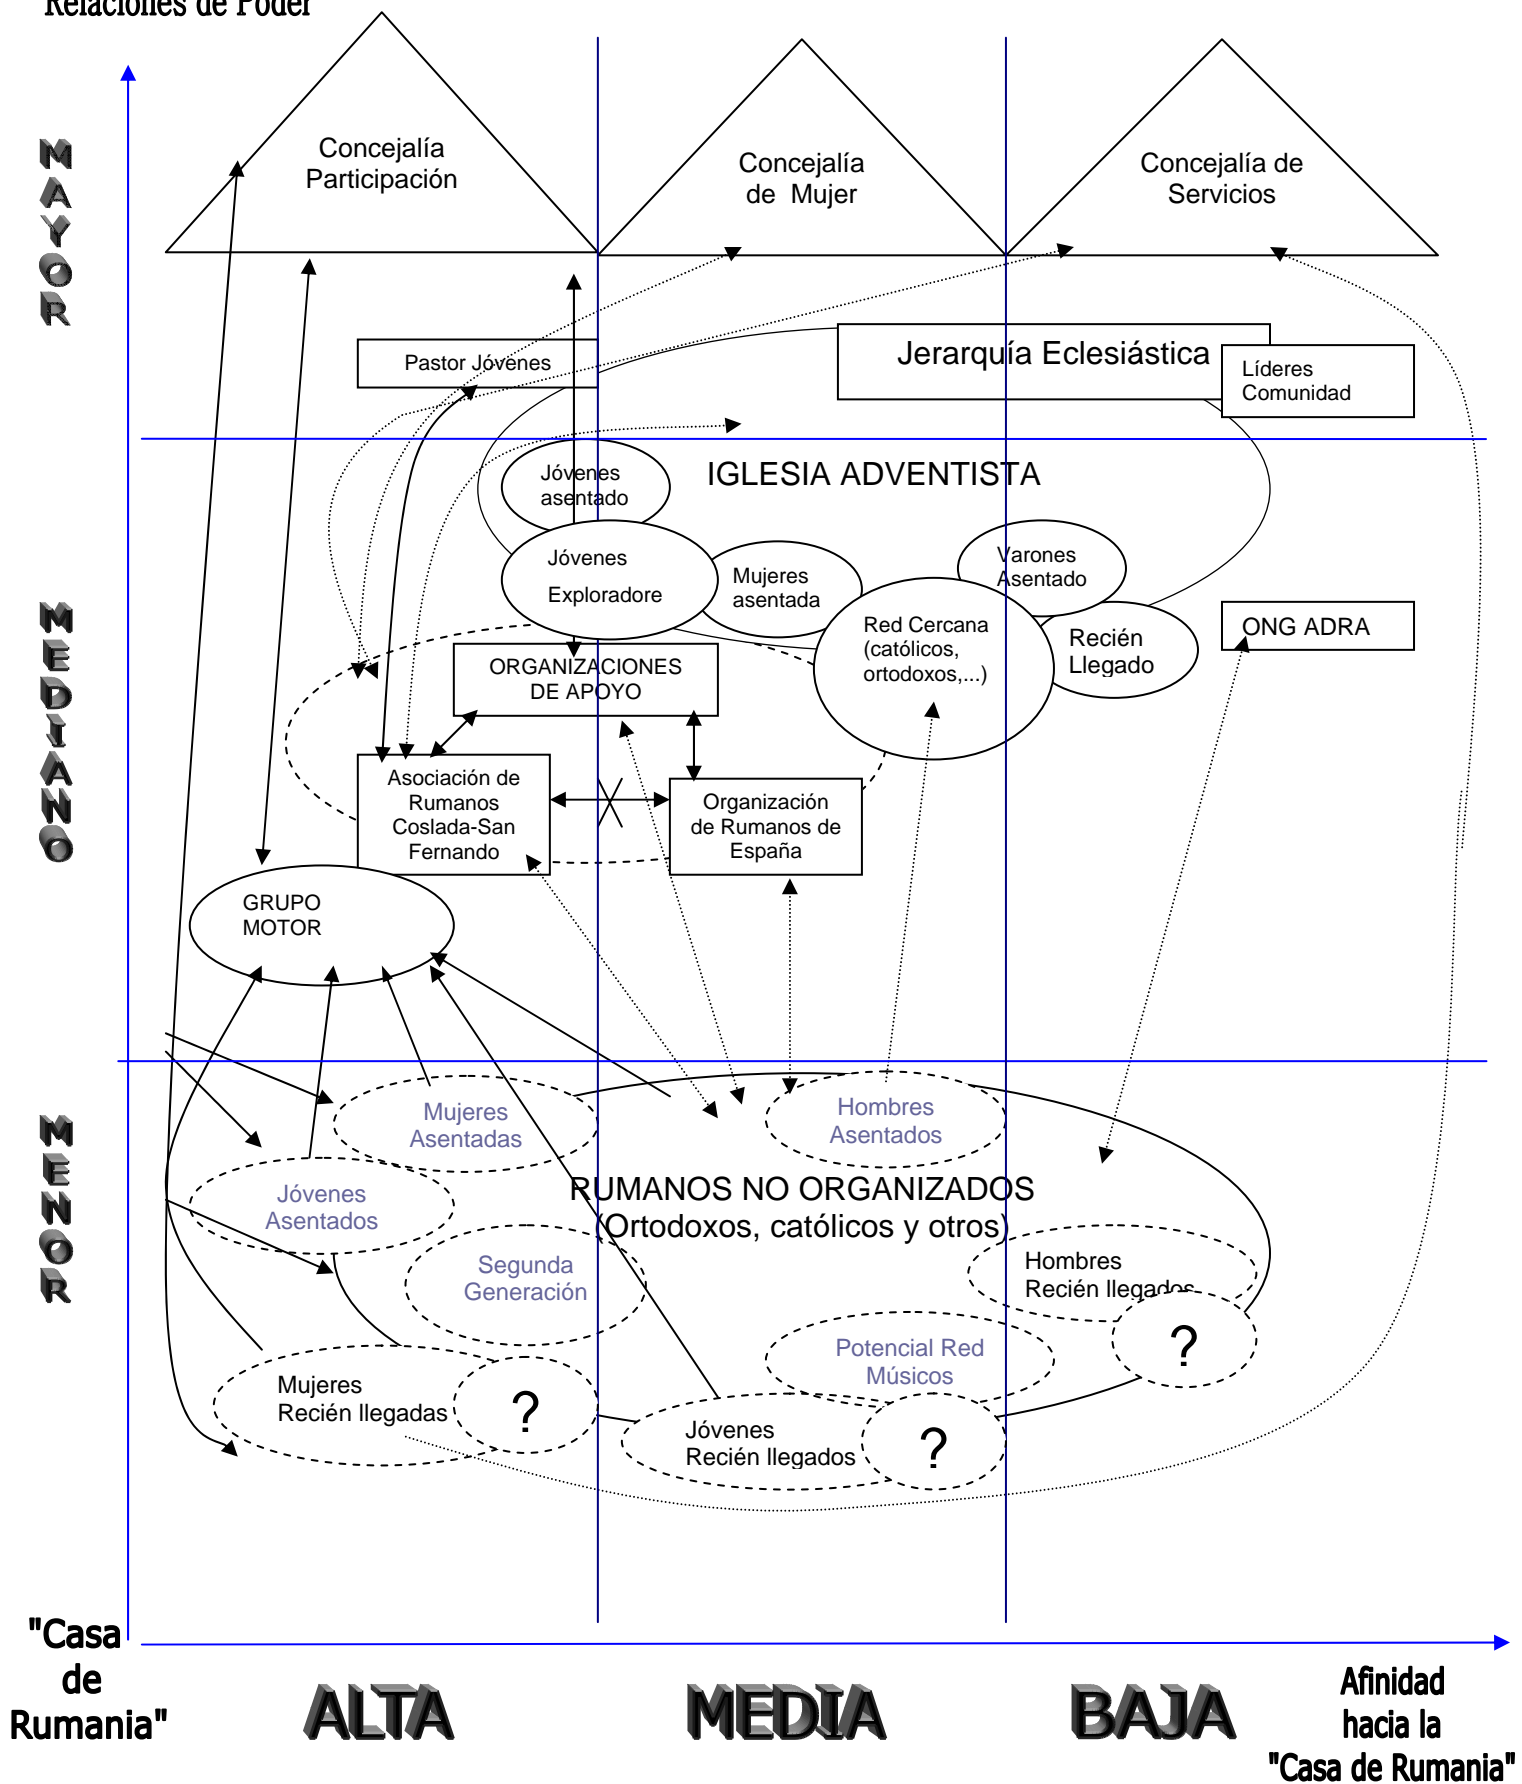 Relaciones de Poder
MAYOR
Concejalía
Participación
Concejalía
de Mujer
Concejalía de
Servicios
Pastor Jóvenes
Jerarquía Eclesiástica
Líderes
Comunidad
MEDIANO
IGLESIA ADVENTISTA
Jóvenes
asentado
Jóvenes
Exploradore
Mujeres
asentada
Varones
Asentado
Red Cercana
(católicos,
ortodoxos,...)
Recién
Llegado
ONG ADRA
ORGANIZACIONES
DE APOYO
Asociación de
Rumanos
Coslada-San
Fernando
Organización
de Rumanos de
España
GRUPO
MOTOR
MENOR
Mujeres
Asentadas
Hombres
Asentados
Jóvenes
Asentados
RUMANOS NO ORGANIZADOS
(Ortodoxos, católicos y otros)
Segunda
Generación
Hombres
Recién llegados
?
Potencial Red
Músicos
Mujeres
Recién llegadas
?
Jóvenes
Recién llegados
?
"Casa
de
Rumania"
ALTA
MEDIA
BAJA
Afinidad
hacia la
"Casa de Rumania"